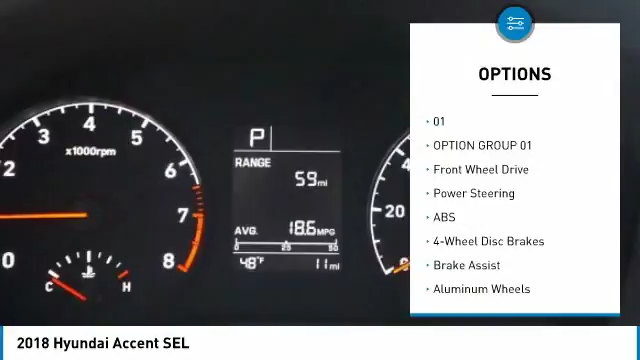 OPTIONS
01
OPTION GROUP 01
Front Wheel Drive
Power Steering
ABS
4-Wheel Disc Brakes
Brake Assist
Aluminum Wheels
2 3 4 5 6 7 8 0
x1000rpm
C H
P
RANGE
59mi
AVG. 18.6MPG
0 25 50
48°F 11mi
20
2018 Hyundai Accent SEL